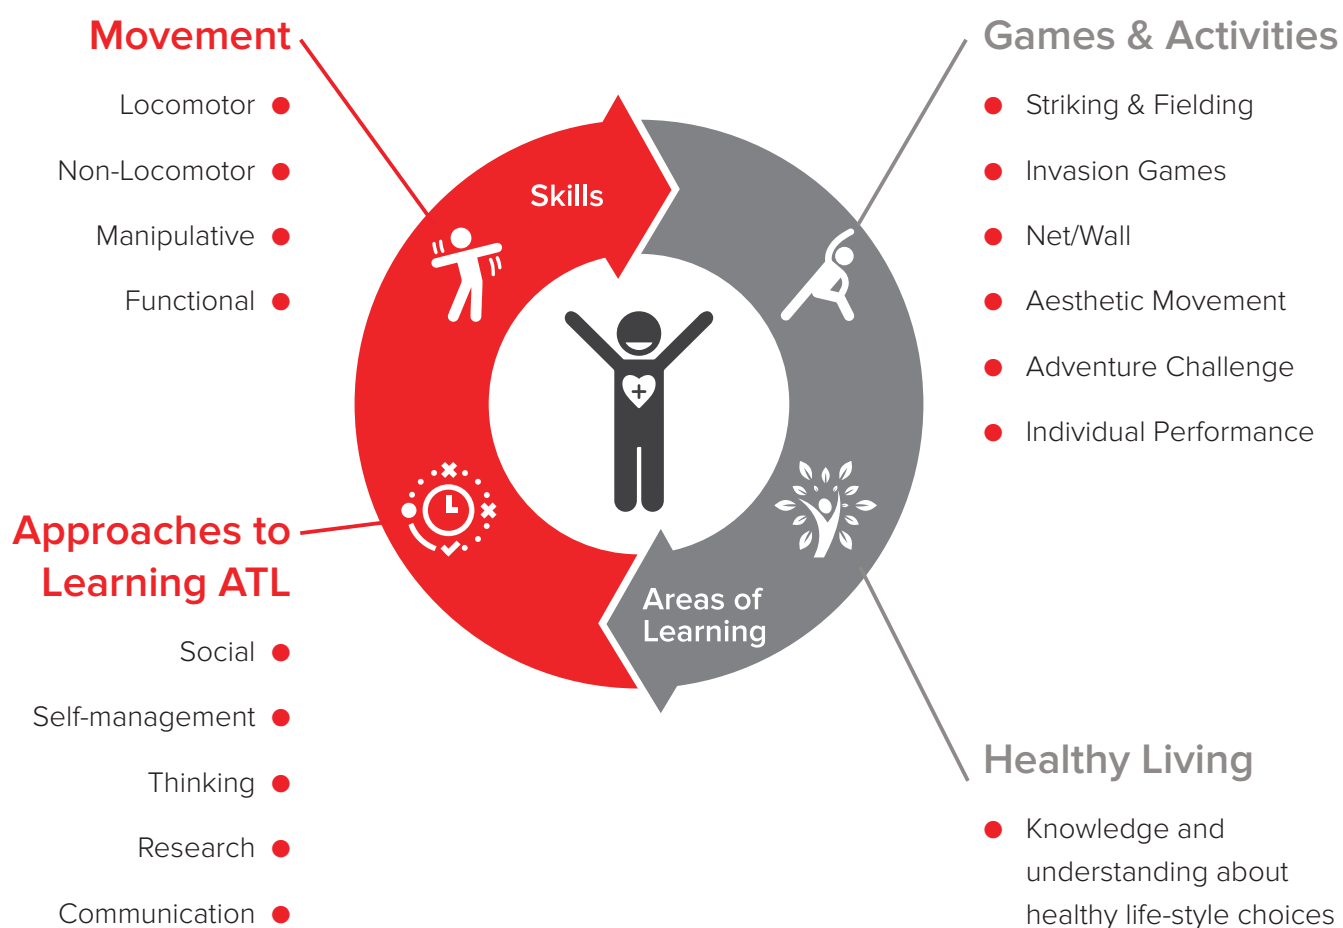 Movement
Locomotor
Non-Locomotor
Manipulative
Functional
Approaches to
Learning ATL
Social
Self-management
Thinking
Research
Communication
Skills
Areas of
Learning
Games & Activities
Striking & Fielding
Invasion Games
Net/Wall
Aesthetic Movement
Adventure Challenge
Individual Performance
Healthy Living
Knowledge and
understanding about
healthy life-style choices